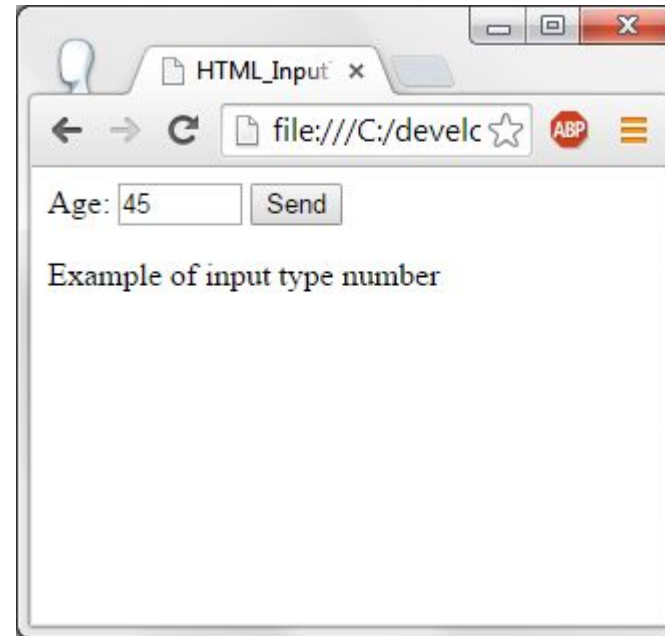 HTML_Input
file:///C:/develc
ABP
Age: 45 Send
Example of input type number